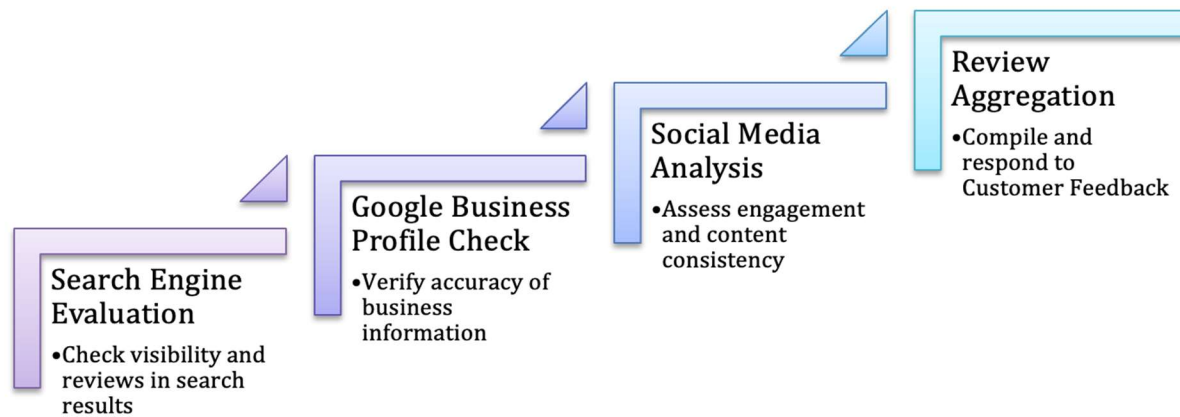 Search Engine
Evaluation
•Check visibility and
reviews in search
results
Google Business
Profile Check
•Verify accuracy of
business
information
Social Media
Analysis
•Assess engagement
and content
consistency
Review
Aggregation
•Compile and
respond to
Customer Feedback